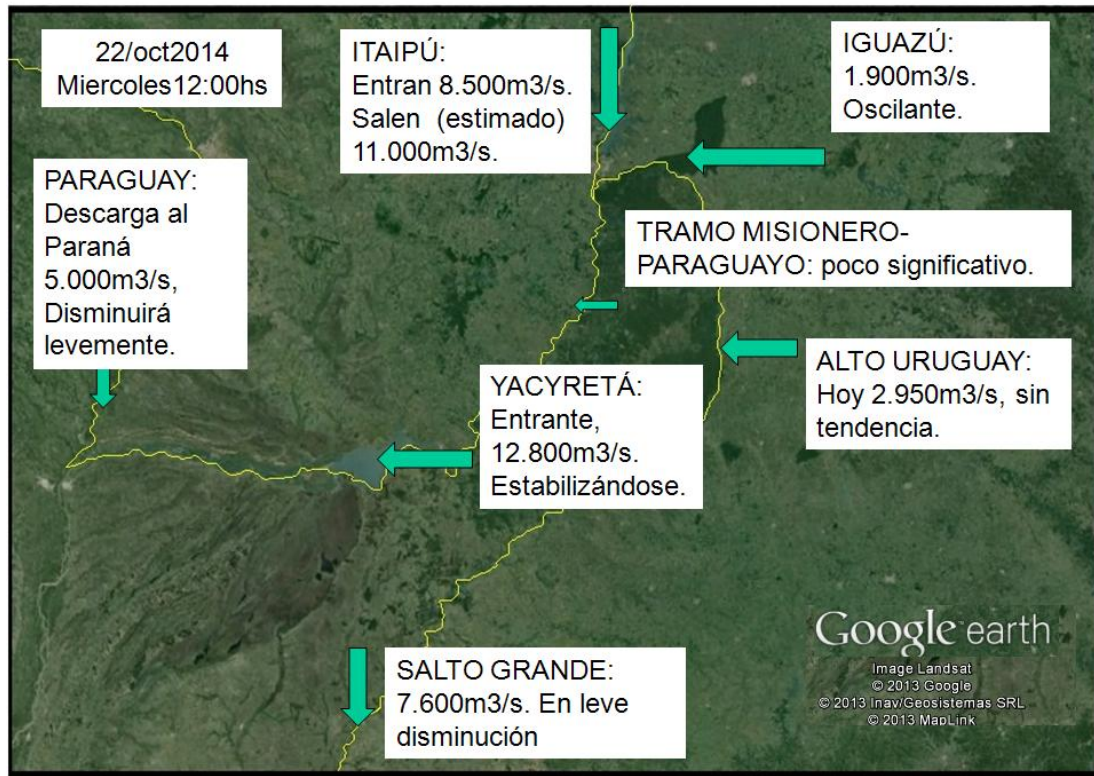 22/oct2014
Miercoles12:00hs
ITAIPÚ:
Entran 8.500m3/s.
Salen (estimado)
11.000m3/s.
IGUAZÚ:
1.900m3/s.
Oscilante.
PARAGUAY:
Descarga al
Paraná
5.000m3/s,
Disminuirá
levemente.
TRAMO MISIONERO-
PARAGUAYO: poco significativo.
ALTO URUGUAY:
Hoy 2.950m3/s, sin
tendencia.
YACYRETÁ:
Entrante,
12.800m3/s.
Estabilizándose.
SALTO GRANDE:
7.600m3/s. En leve
disminución
Google earth
Image Landsat
© 2013 Google
© 2013 Inav/Geosistemas SRL
© 2013 MapLink